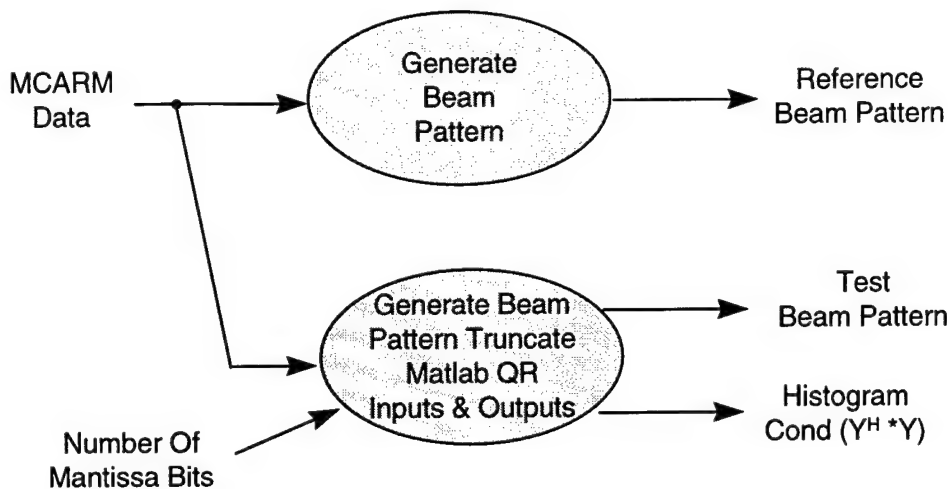 MCARM
Data
Generate
Beam
Pattern
Reference
Beam Pattern
Generate Beam
Pattern Truncate
Matlab QR
Inputs & Outputs
Test
Beam Pattern
Histogram
Cond (Y^H *Y)
Number Of
Mantissa Bits